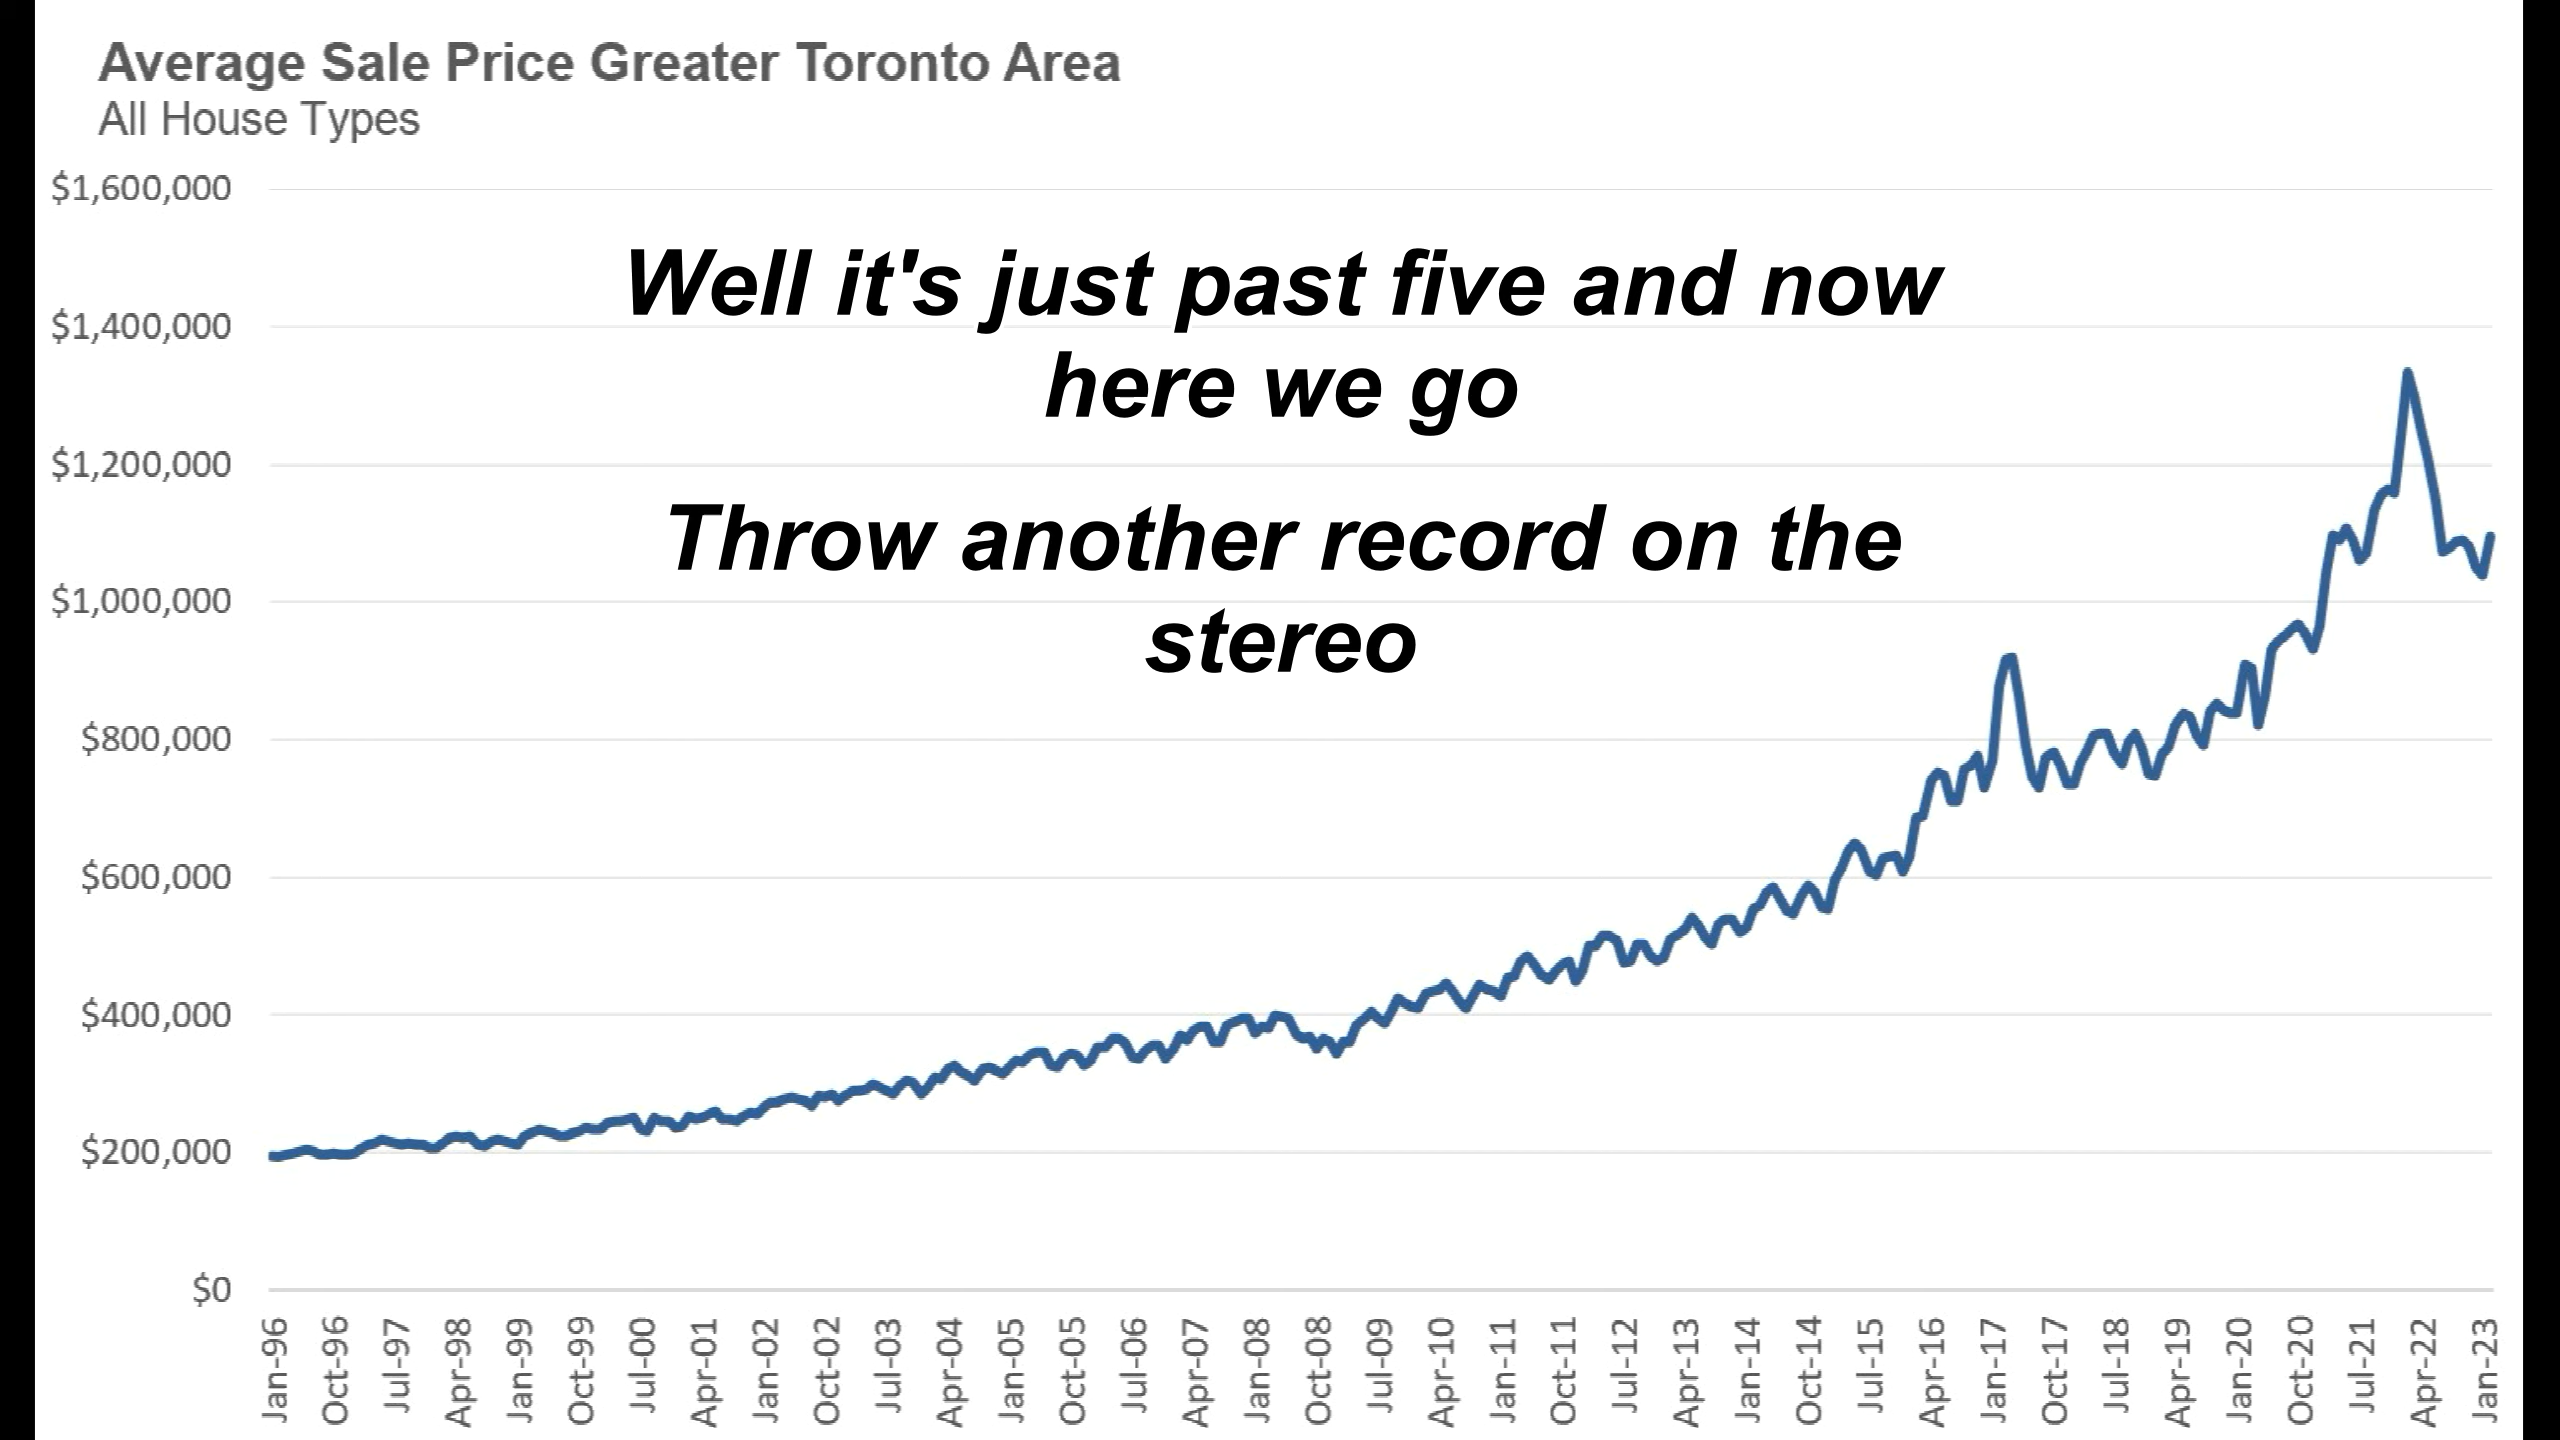 Average Sale Price Greater Toronto Area
All House Types
$1,600,000
Well it's just past five and now
$1,400,000
here we go
$1,200,000
Throw another record on the
$1,000,000
stereo
$800,000
$600,000
$400,000
$200,000
$0
Jan-96
Oct-96
Jul-97
Apr-98
Jan-99
Oct-99
Jul-00
Apr-01
Jan-02
Oct-02
Jul-03
Apr-04
Jan-05
Oct-05
Jul-06
Apr-07
Jan-08
Oct-08
Jul-09
Apr-10
Jan-11
Oct-11
Jul-12
Apr-13
Jan-14
Oct-14
Jul-15
Apr-16
Jan-17
Oct-17
Jul-18
Apr-19
Jan-20
Oct-20
Jul-21
Apr-22
Jan-23